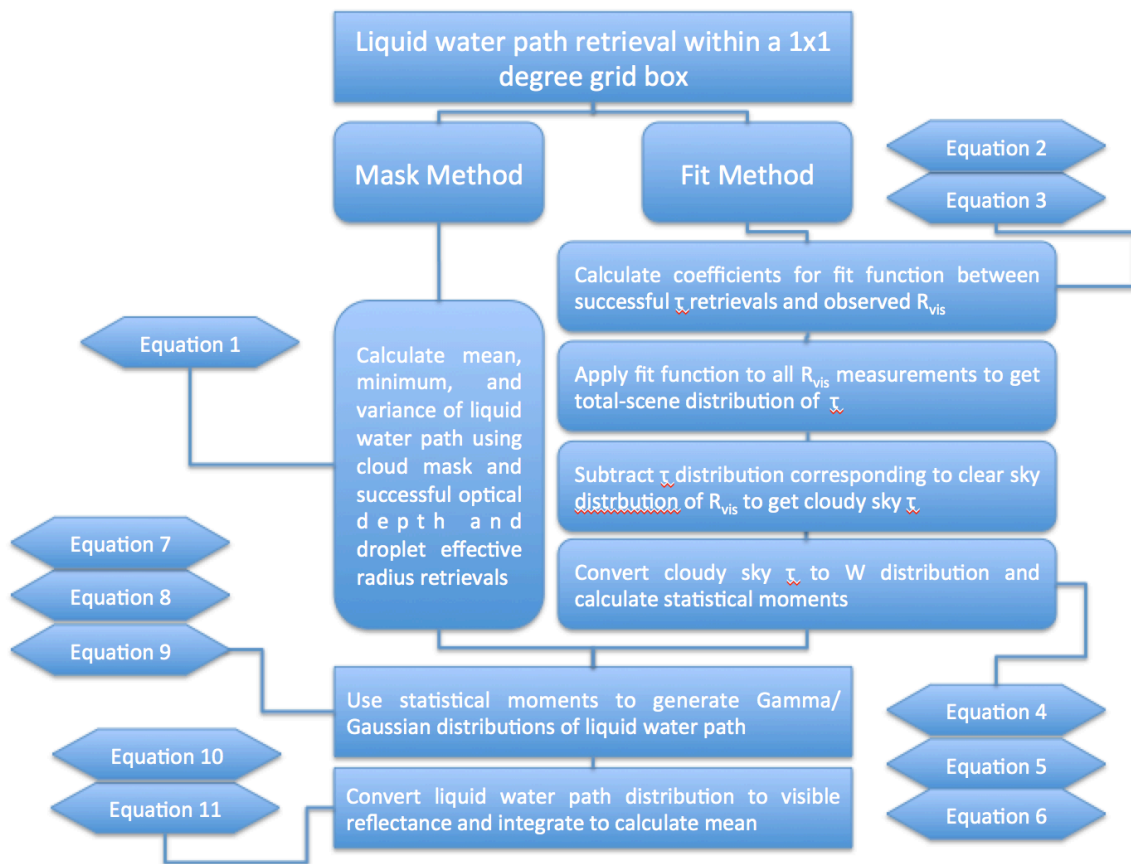 Liquid water path retrieval within a 1x1
degree grid box
Mask Method
Fit Method
Equation 2
Equation 3
Calculate coefficients for fit function between
successful τ retrievals and observed Rvis
Equation 1
Calculate mean,
minimum, and
variance of liquid
water path using
cloud mask and
successful optical
depth and
droplet effective
radius retrievals
Apply fit function to all Rvis measurements to get
total-scene distribution of τ
Subtract τ distribution corresponding to clear sky
distrbution of Rvis to get cloudy sky τ
Convert cloudy sky τ to W distribution and
calculate statistical moments
Equation 7
Equation 8
Equation 9
Use statistical moments to generate Gamma/
Gaussian distributions of liquid water path
Equation 4
Equation 5
Equation 6
Equation 10
Equation 11
Convert liquid water path distribution to visible
reflectance and integrate to calculate mean